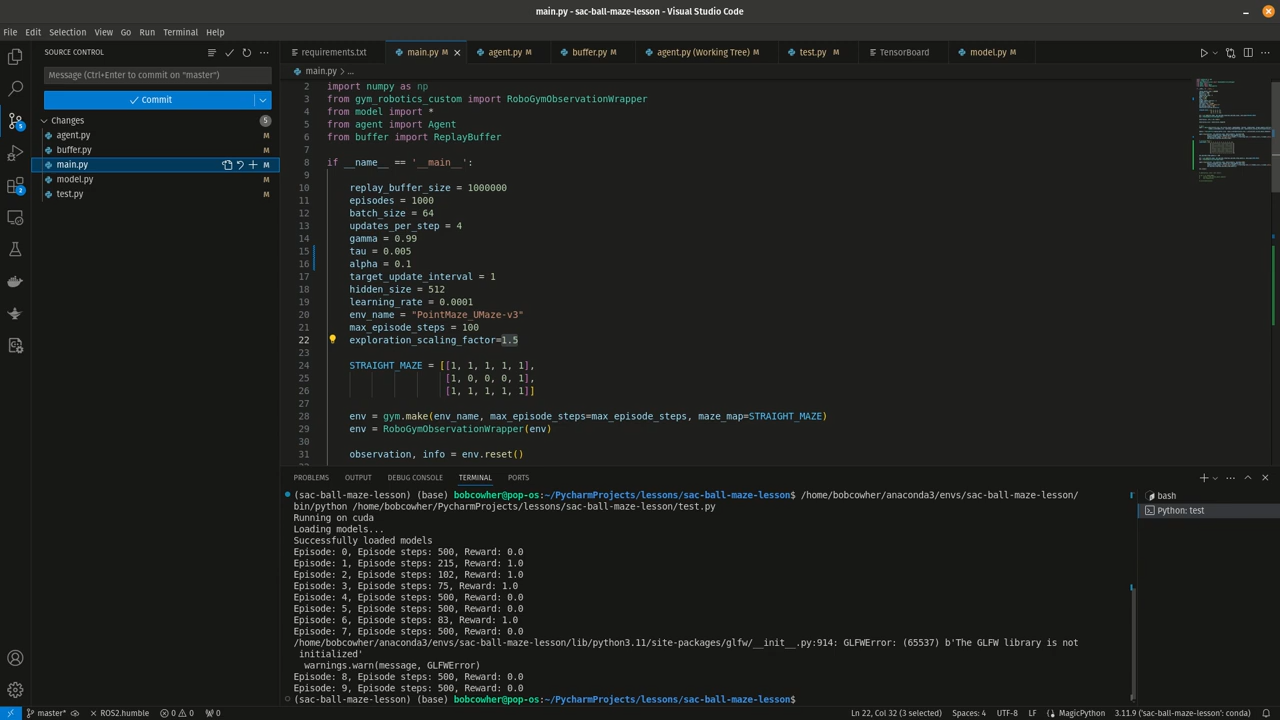 main.py - sac-ball-maze-lesson - Visual Studio Code
File Edit Selection View Go Run Terminal Help
SOURCE CONTROL
Message (Ctrl+Enter to commit on "master")
Commit
Changes 5
agent.py M
buffer.py M
main.py M
model.py M
test.py M
5
2
requirements.txt main.py M agent.py M buffer.py M agent.py (Working Tree) M test.py M TensorBoard model.py M
main.py > ...
2 import numpy as np
3 from gym_robotics_custom import RoboGymObservationWrapper
4 from model import *
5 from agent import Agent
6 from buffer import ReplayBuffer
7
8 if __name__ == '__main__':
9
10 replay_buffer_size = 1000000
11 episodes = 1000
12 batch_size = 64
13 updates_per_step = 4
14 gamma = 0.99
15 tau = 0.005
16 alpha = 0.1
17 target_update_interval = 1
18 hidden_size = 512
19 learning_rate = 0.0001
20 env_name = "PointMaze_UMaze-v3"
21 max_episode_steps = 100
22 exploration_scaling_factor=1.5
23
24 STRAIGHT_MAZE = [[1, 1, 1, 1, 1],
25 [1, 0, 0, 0, 1],
26 [1, 1, 1, 1, 1]]
27
28 env = gym.make(env_name, max_episode_steps=max_episode_steps, maze_map=STRAIGHT_MAZE)
29 env = RoboGymObservationWrapper(env)
30
31 observation, info = env.reset()
PROBLEMS OUTPUT DEBUG CONSOLE TERMINAL PORTS
(sac-ball-maze-lesson) (base) bobcowher@pop-os:~/PycharmProjects/lessons/sac-ball-maze-lesson$ /home/bobcowher/anaconda3/envs/sac-ball-maze-lesson/
bin/python /home/bobcowher/PycharmProjects/lessons/sac-ball-maze-lesson/test.py
Running on cuda
Loading models...
Successfully loaded models
Episode: 0, Episode steps: 500, Reward: 0.0
Episode: 1, Episode steps: 215, Reward: 1.0
Episode: 2, Episode steps: 102, Reward: 1.0
Episode: 3, Episode steps: 75, Reward: 1.0
Episode: 4, Episode steps: 500, Reward: 0.0
Episode: 5, Episode steps: 500, Reward: 0.0
Episode: 6, Episode steps: 83, Reward: 1.0
Episode: 7, Episode steps: 500, Reward: 0.0
/home/bobcowher/anaconda3/envs/sac-ball-maze-lesson/lib/python3.11/site-packages/glfw/__init__.py:914: GLFWError: (65537) b'The GLFW library is not
initialized'
warnings.warn(message, GLFWError)
Episode: 8, Episode steps: 500, Reward: 0.0
Episode: 9, Episode steps: 500, Reward: 0.0
(sac-ball-maze-lesson) (base) bobcowher@pop-os:~/PycharmProjects/lessons/sac-ball-maze-lesson$
bash
Python: test
master* ROS2.humble 0 0 0 Ln 22, Col 32 (3 selected) Spaces: 4 UTF-8 LF MagicPython 3.11.9 ('sac-ball-maze-lesson': conda)